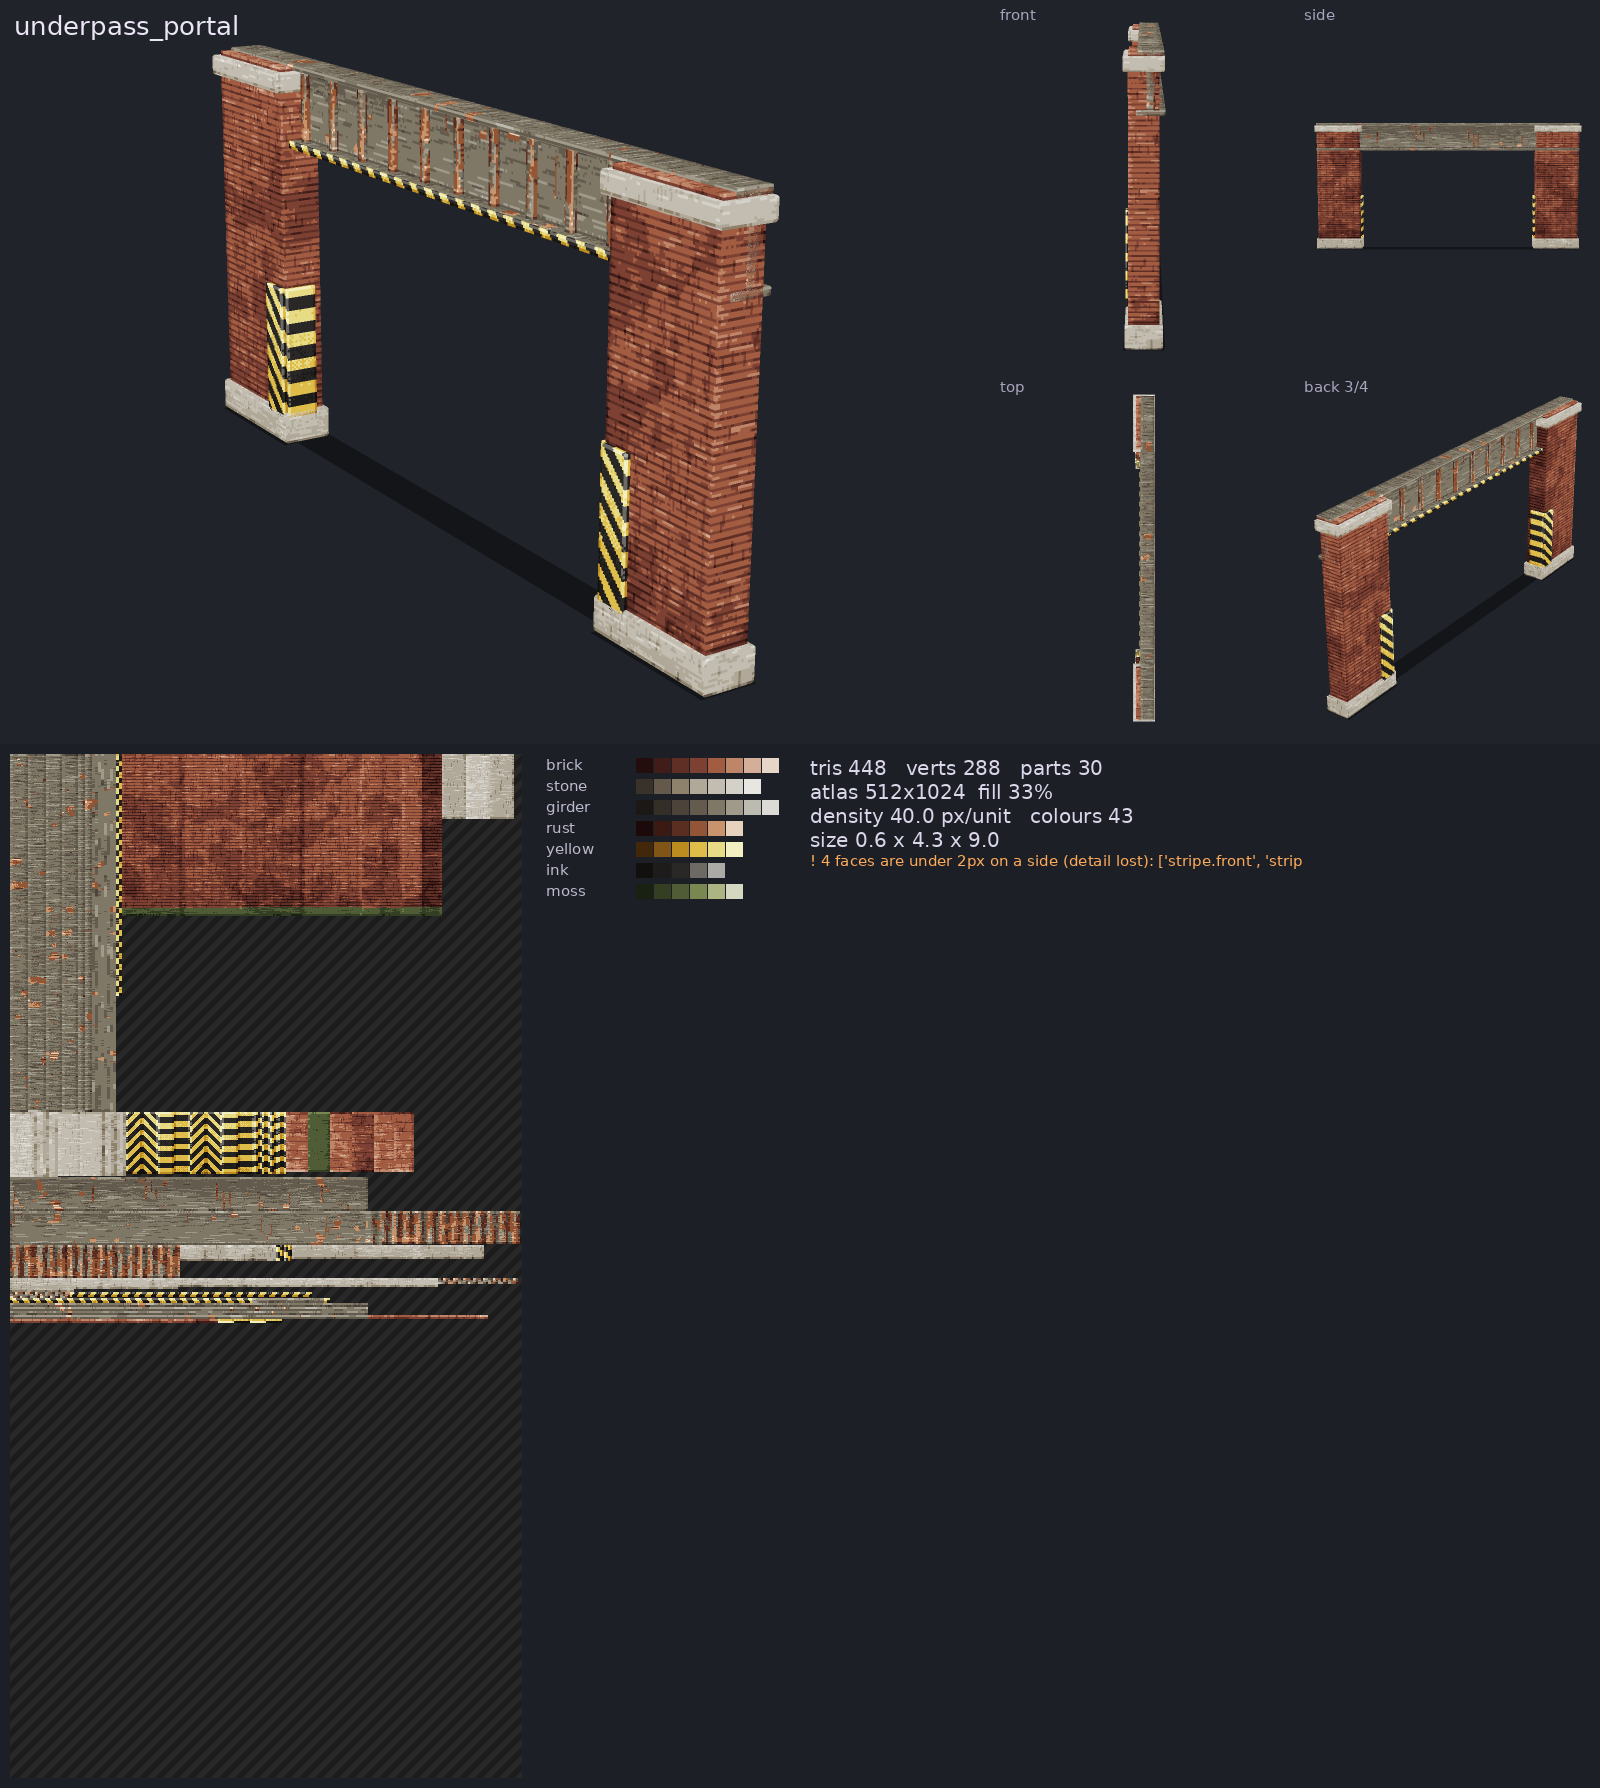 underpass_portal
front
side
top
back 3/4
brick
stone
girder
rust
yellow
ink
moss
tris 448 verts 288 parts 30
atlas 512x1024 fill 33%
density 40.0 px/unit colours 43
size 0.6 x 4.3 x 9.0
! 4 faces are under 2px on a side (detail lost): ['stripe.front', 'strip